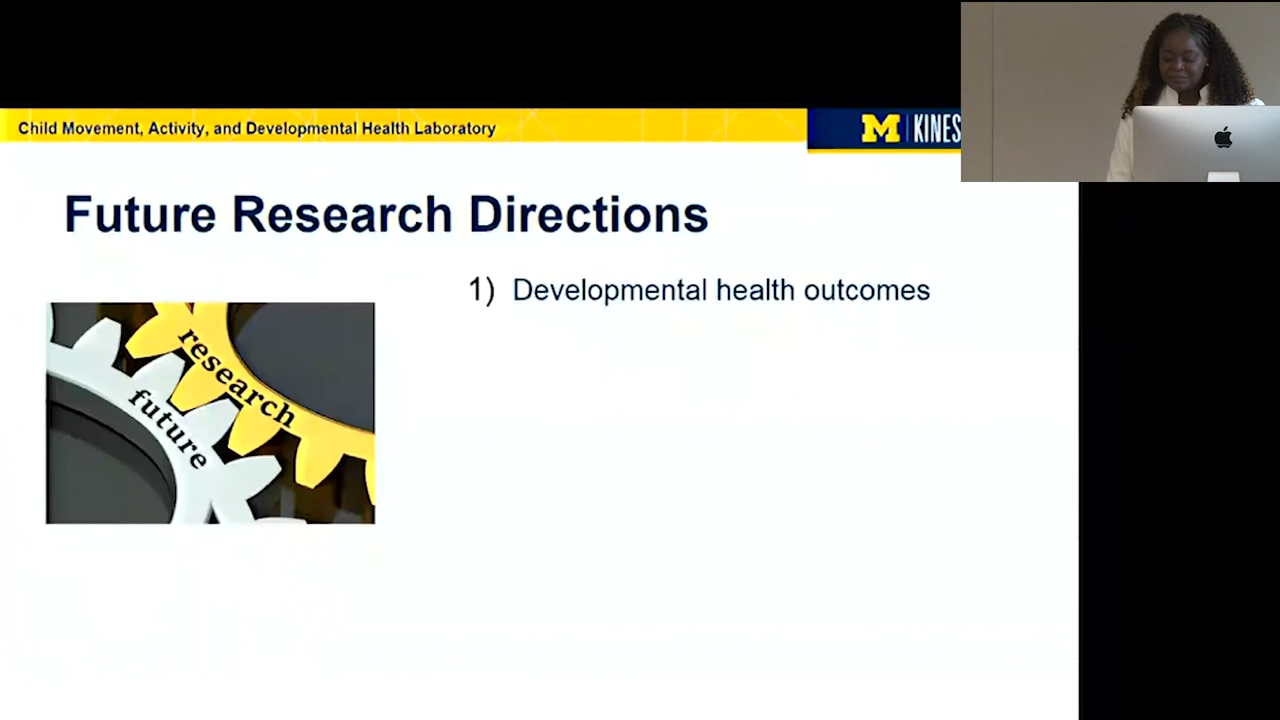 Child Movement, Activity, and Developmental Health Laboratory
M | KINES
Future Research Directions
1) Developmental health outcomes
research
future